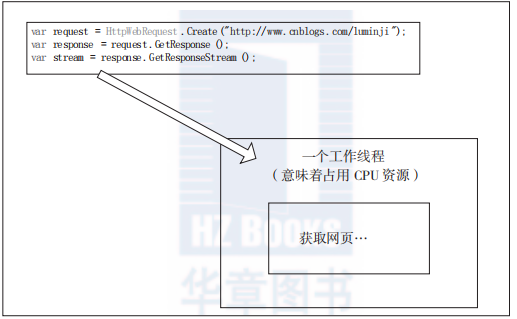 var request = HttpWebRequest.Create("http://www.cnblogs.com/luminji");
var response = request.GetResponse();
var stream = response.GetResponseStream();
一个工作线程
（意味着占用 CPU 资源）
获取网页…
HZ Books
华章图书